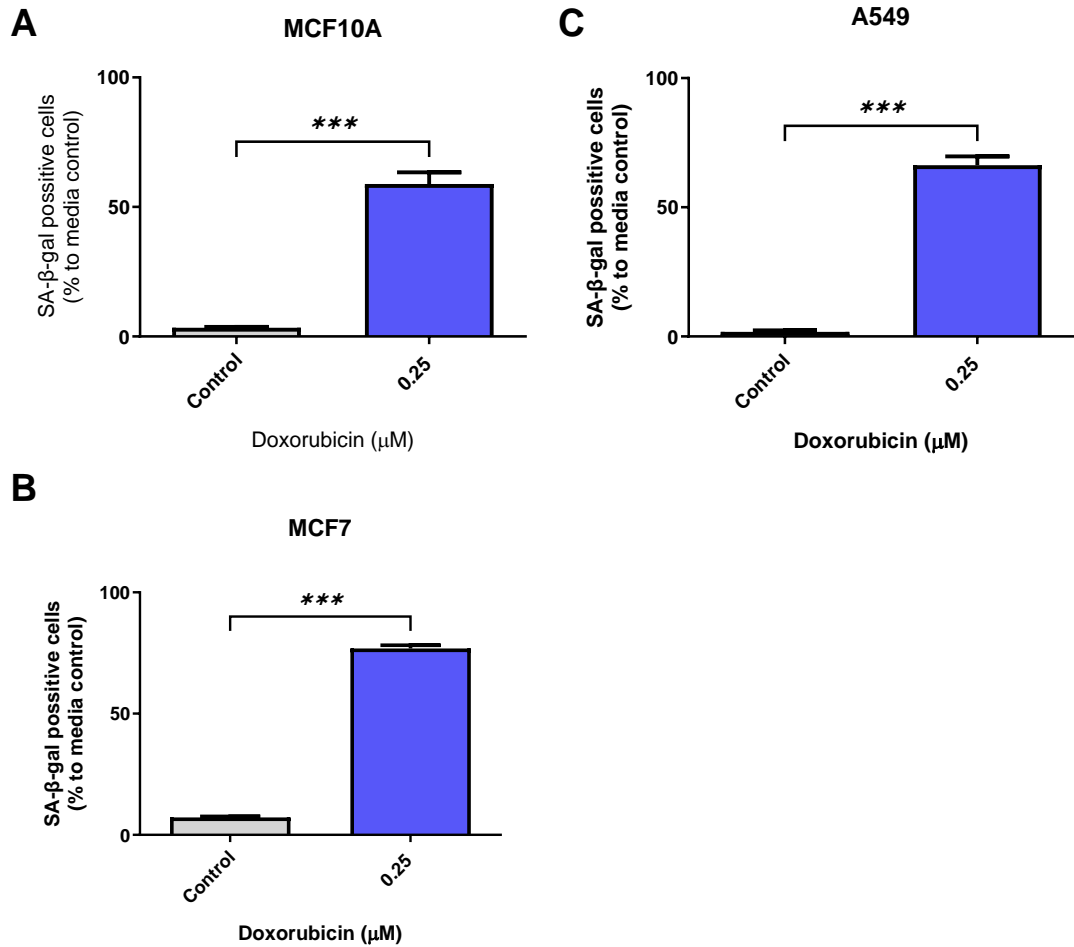 A
MCF10A
SA-β-gal possitive cells
(% to media control)
100
50
0
***
Control
0.25
Doxorubicin (μM)
C
A549
SA-β-gal possitive cells
(% to media control)
100
50
0
***
Control
0.25
Doxorubicin (μM)
B
MCF7
SA-β-gal possitive cells
(% to media control)
100
50
0
***
Control
0.25
Doxorubicin (μM)